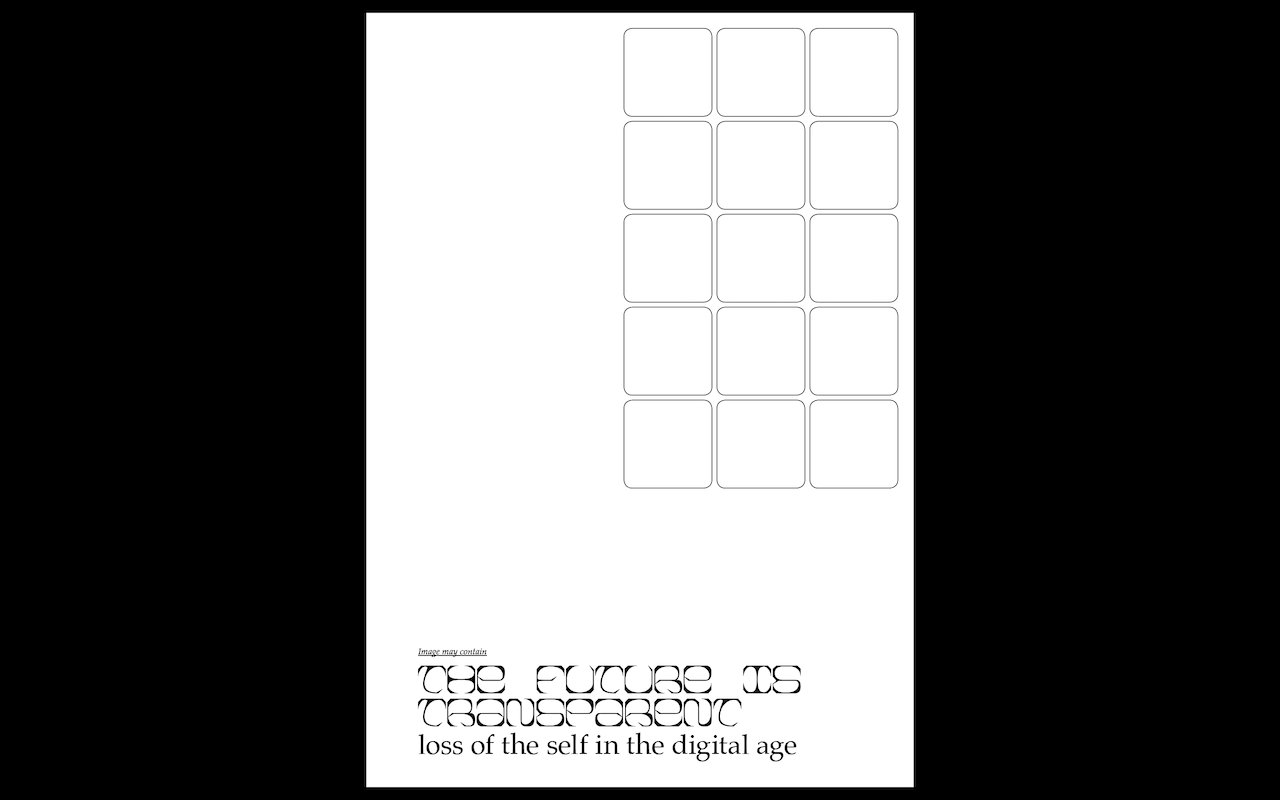 Image may contain
THE FUTURE IS
TRANSPARENT
loss of the self in the digital age